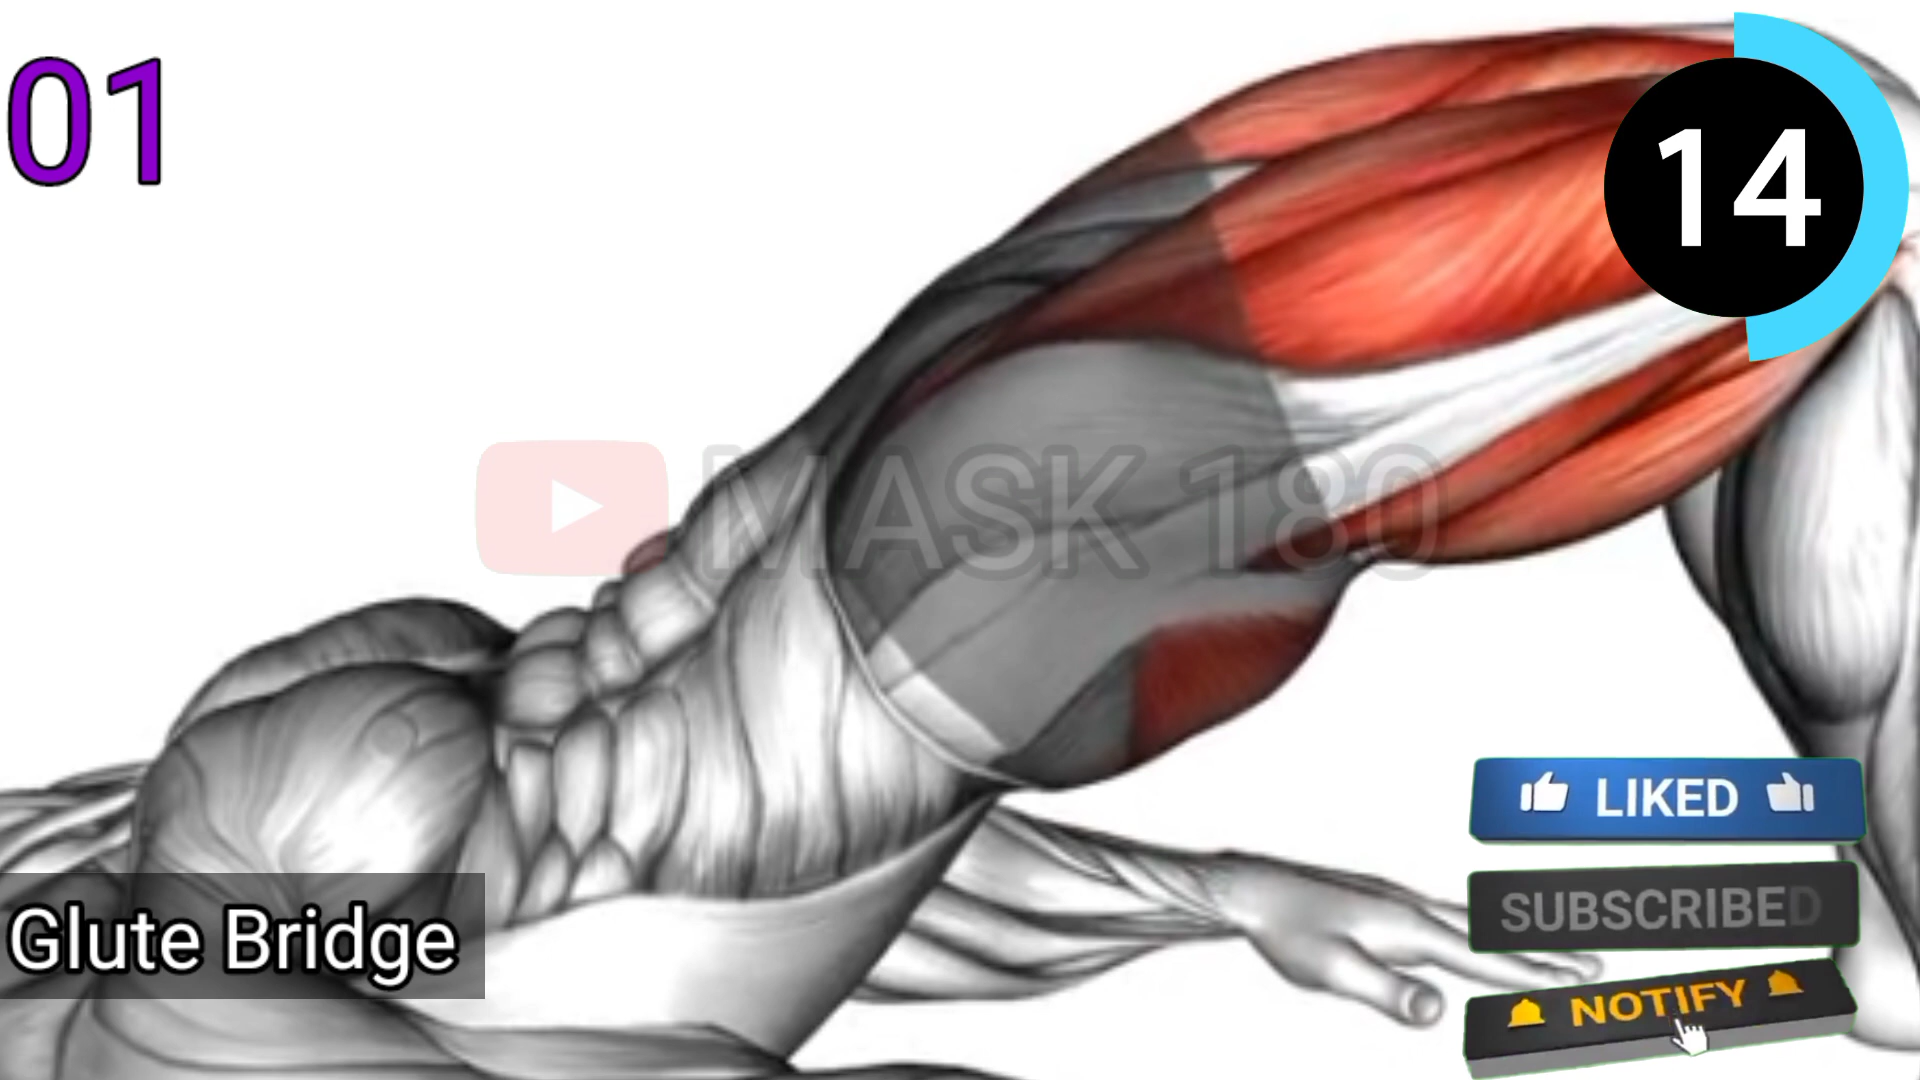 01
14
MASK 180
LIKED
SUBSCRIBED
Glute Bridge
NOTIFY